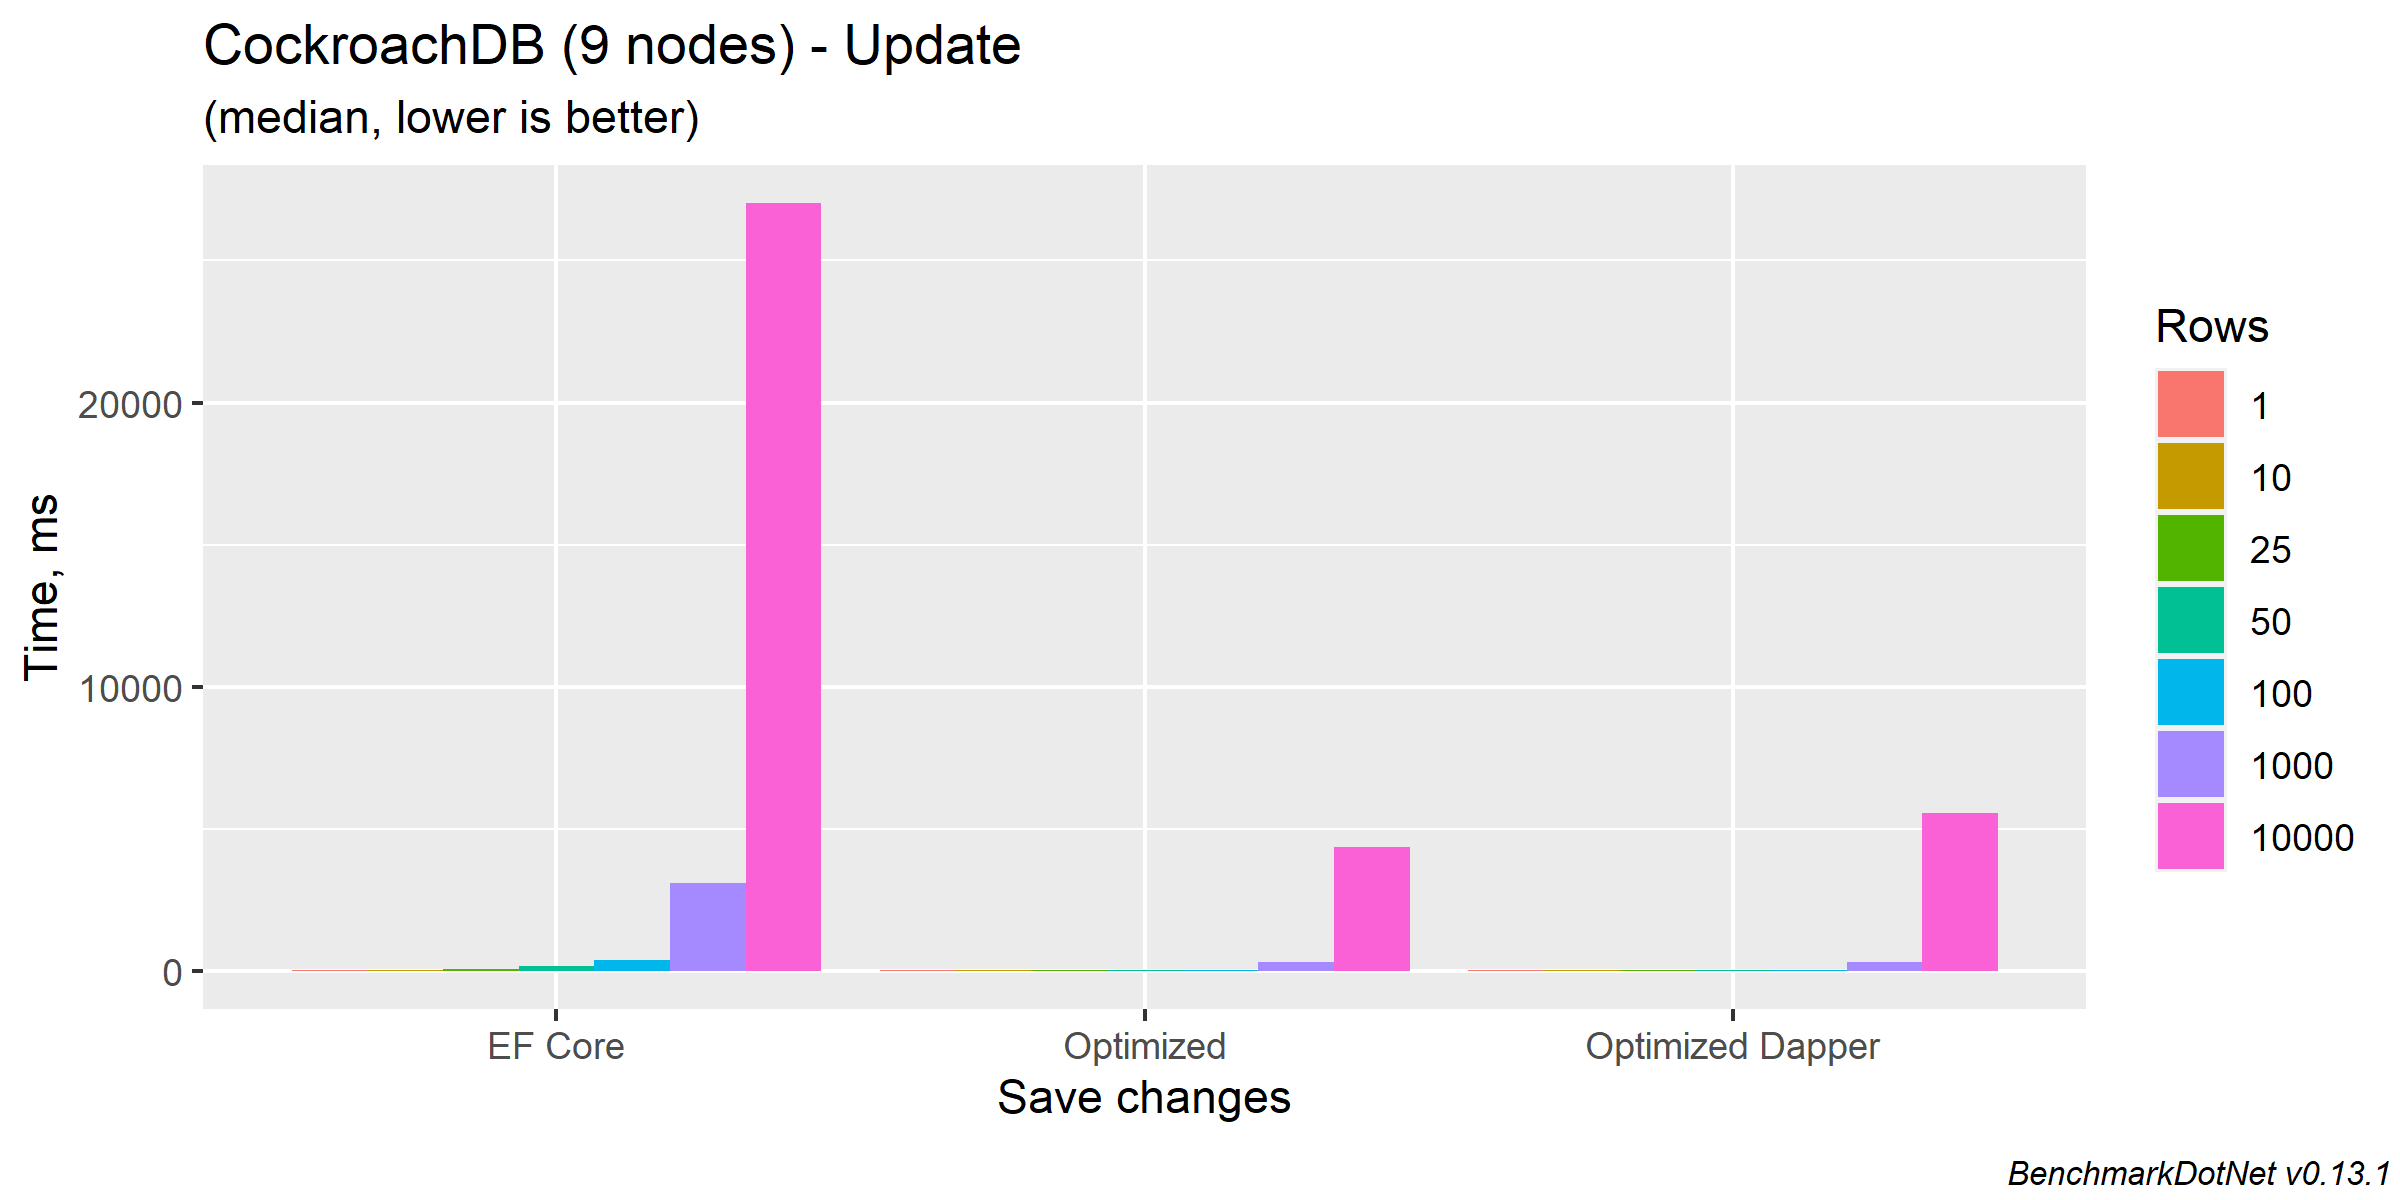 CockroachDB (9 nodes) - Update
(median, lower is better)
Time, ms
20000
10000
0
EF Core
Optimized
Optimized Dapper
Save changes
Rows
1
10
25
50
100
1000
10000
BenchmarkDotNet v0.13.1